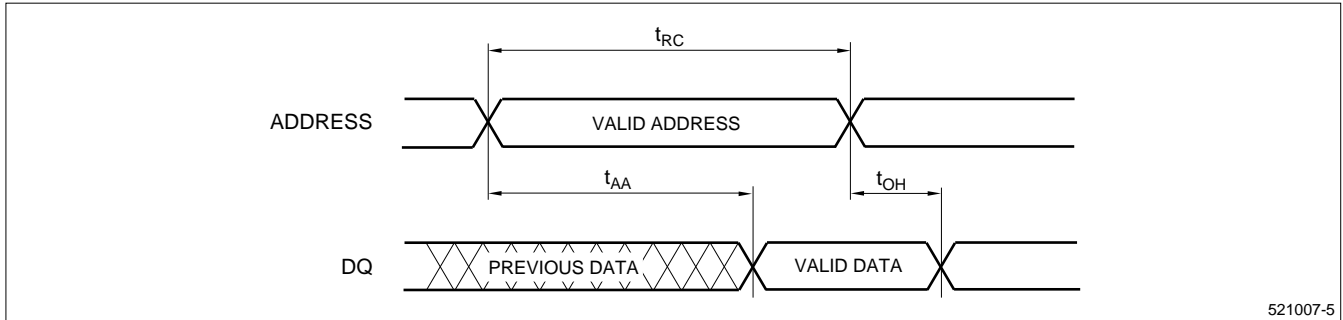 tRC
ADDRESS VALID ADDRESS
tAA tOH
DQ PREVIOUS DATA VALID DATA
521007-5